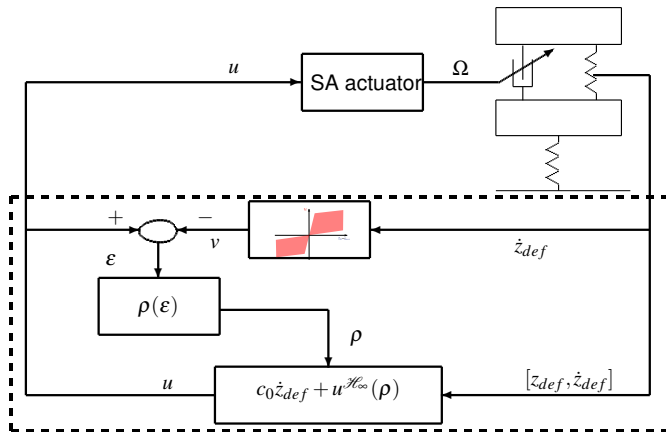 u
SA actuator
Ω
+
−
v
v
ż_def
ε
ρ(ε)
ρ
u
c₀ż_def + u^ℋ∞(ρ)
[z_def, ż_def]